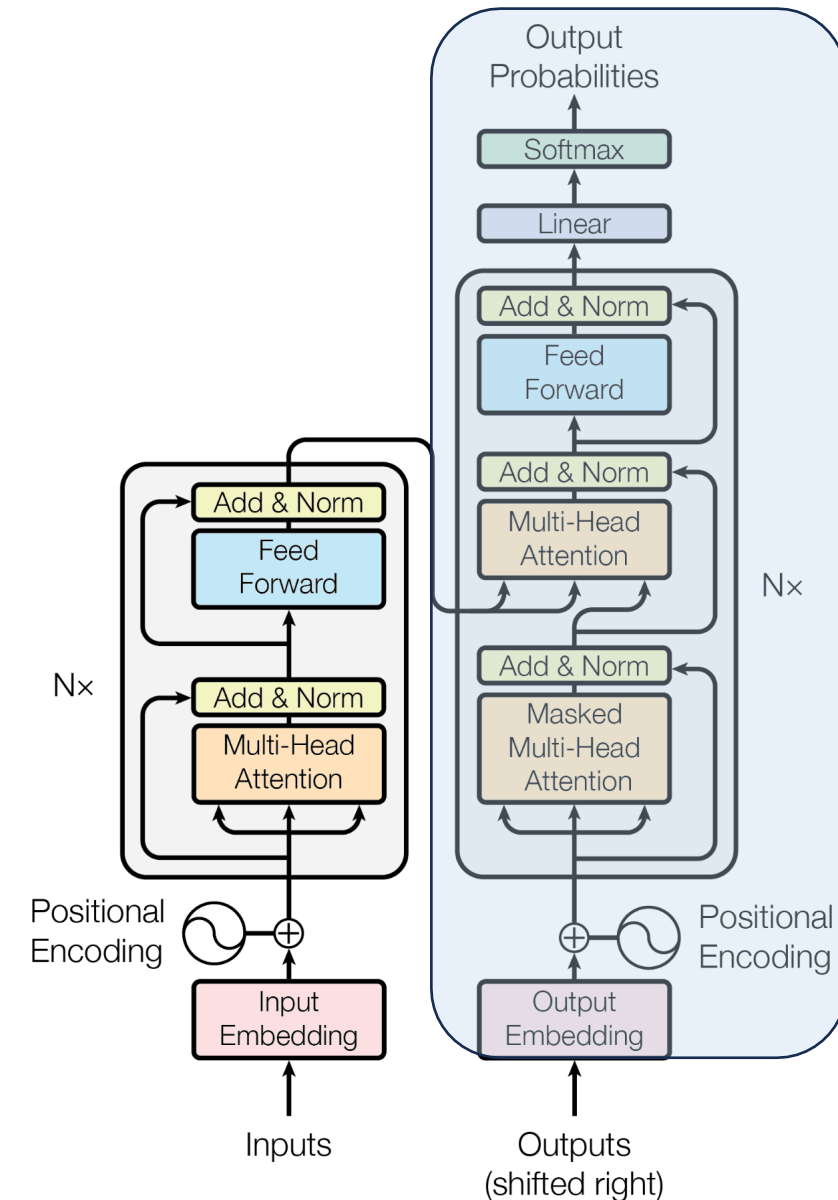 Output
Probabilities
Softmax
Linear
Add & Norm
Feed
Forward
Add & Norm
Multi-Head
Attention
N×
Add & Norm
Masked
Multi-Head
Attention
Positional
Encoding
Output
Embedding
Outputs
(shifted right)
Add & Norm
Feed
Forward
N×
Add & Norm
Multi-Head
Attention
Positional
Encoding
Input
Embedding
Inputs